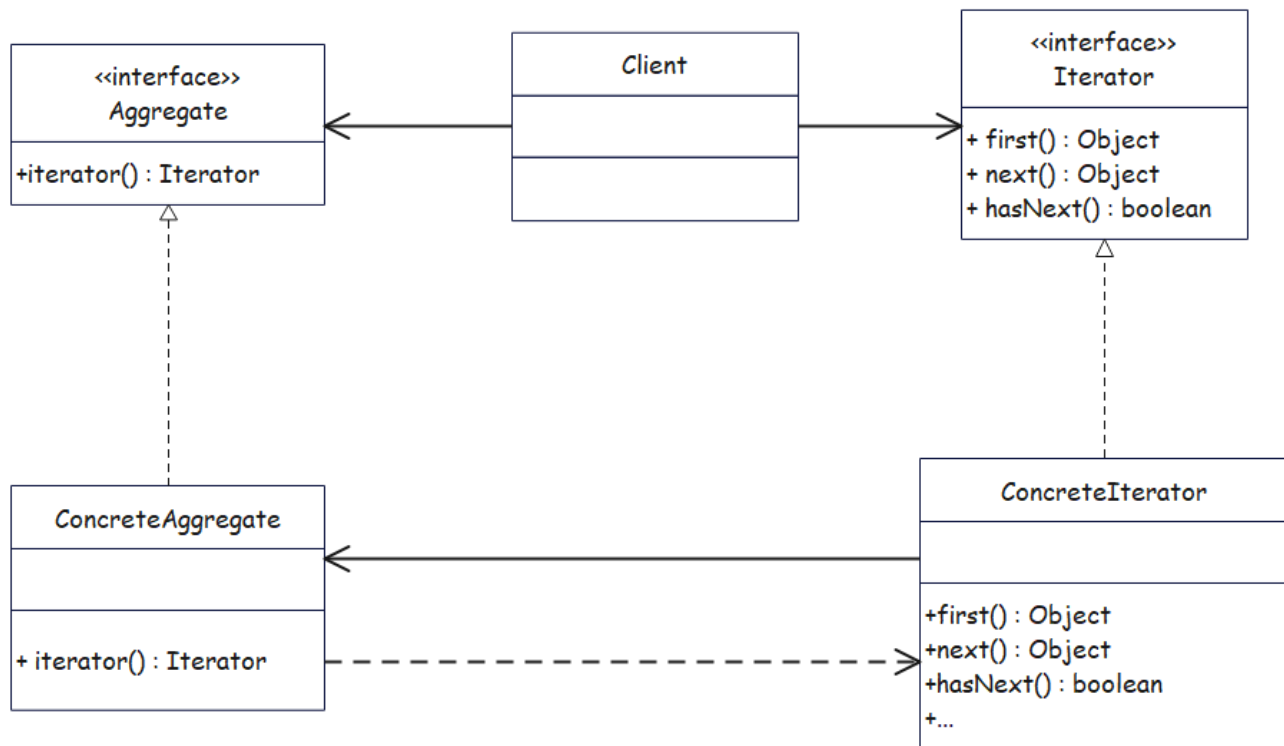 <<interface>>
Aggregate
+iterator() : Iterator
Client
<<interface>>
Iterator
+ first() : Object
+ next() : Object
+ hasNext() : boolean
ConcreteAggregate
+ iterator() : Iterator
ConcreteIterator
+first() : Object
+next() : Object
+hasNext() : boolean
+...